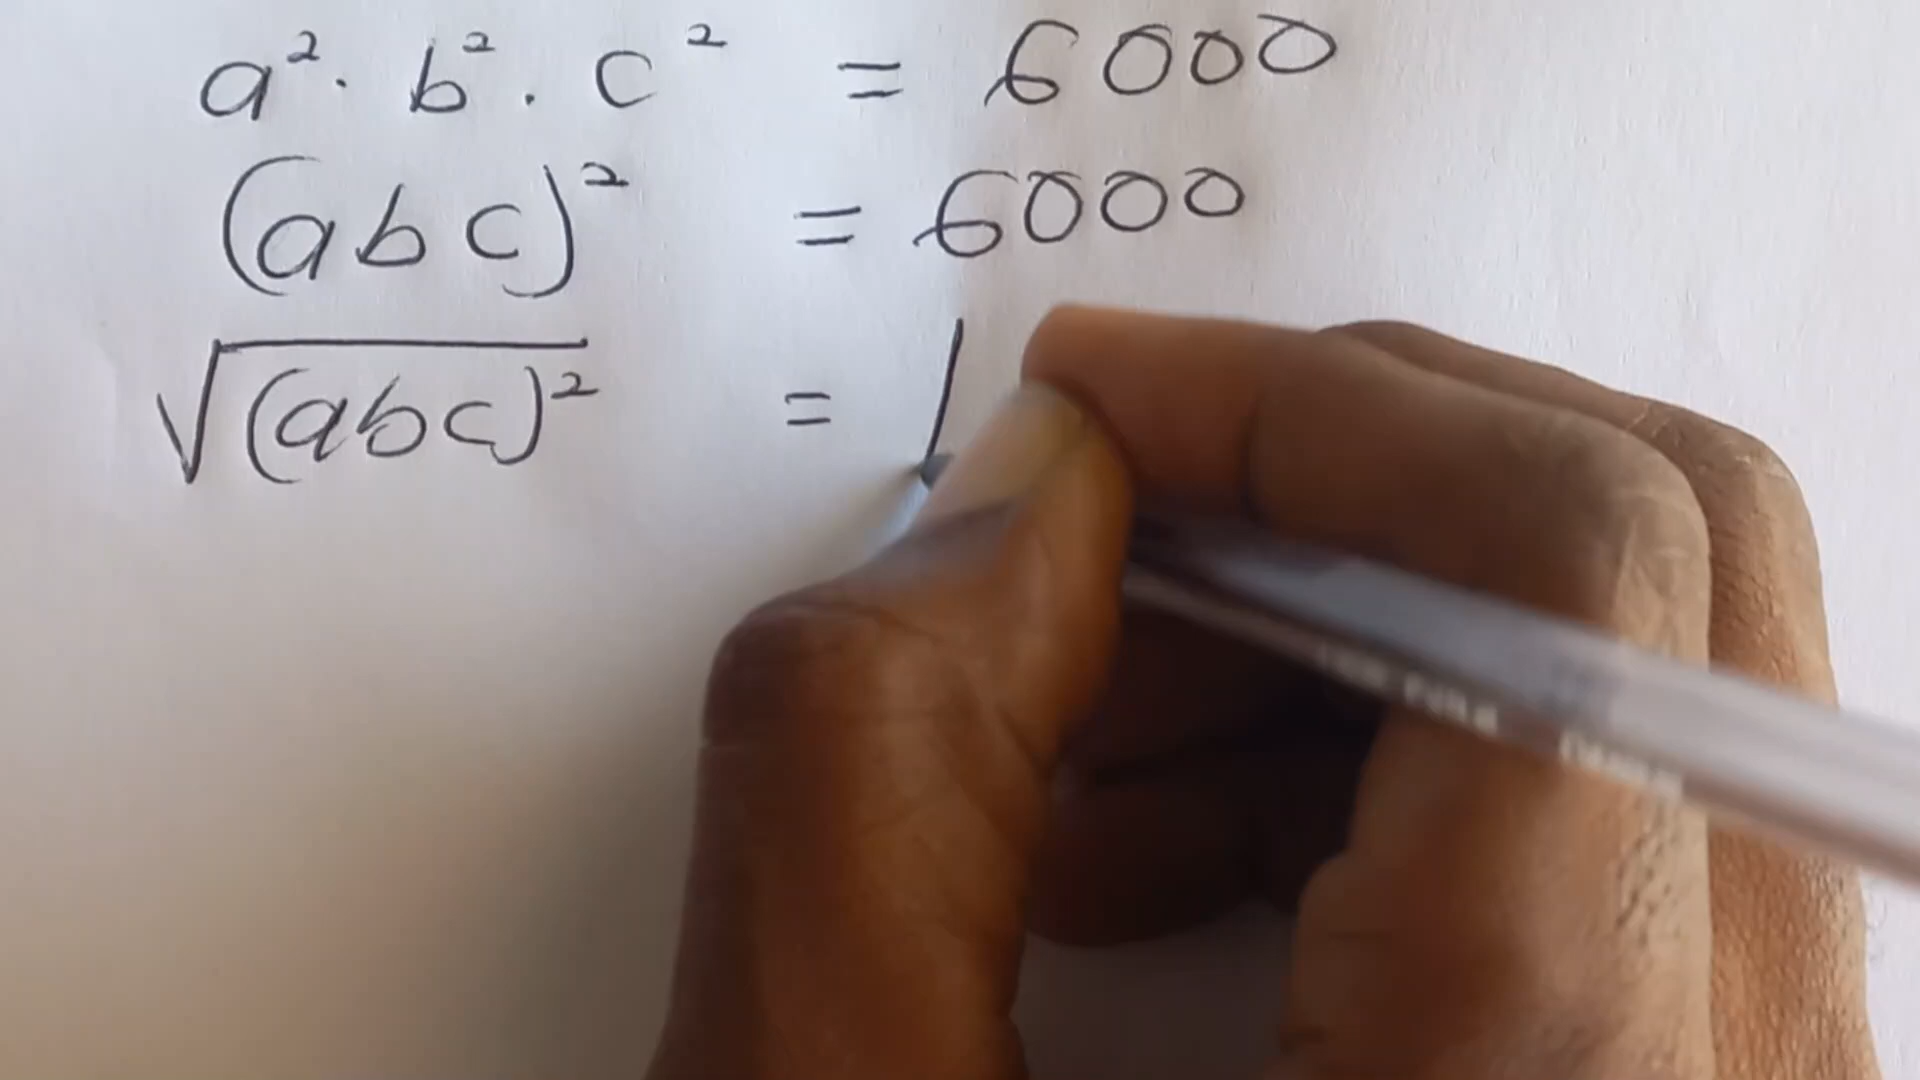 a² · b² · c² = 6000
(abc)² = 6000
√(abc)² =